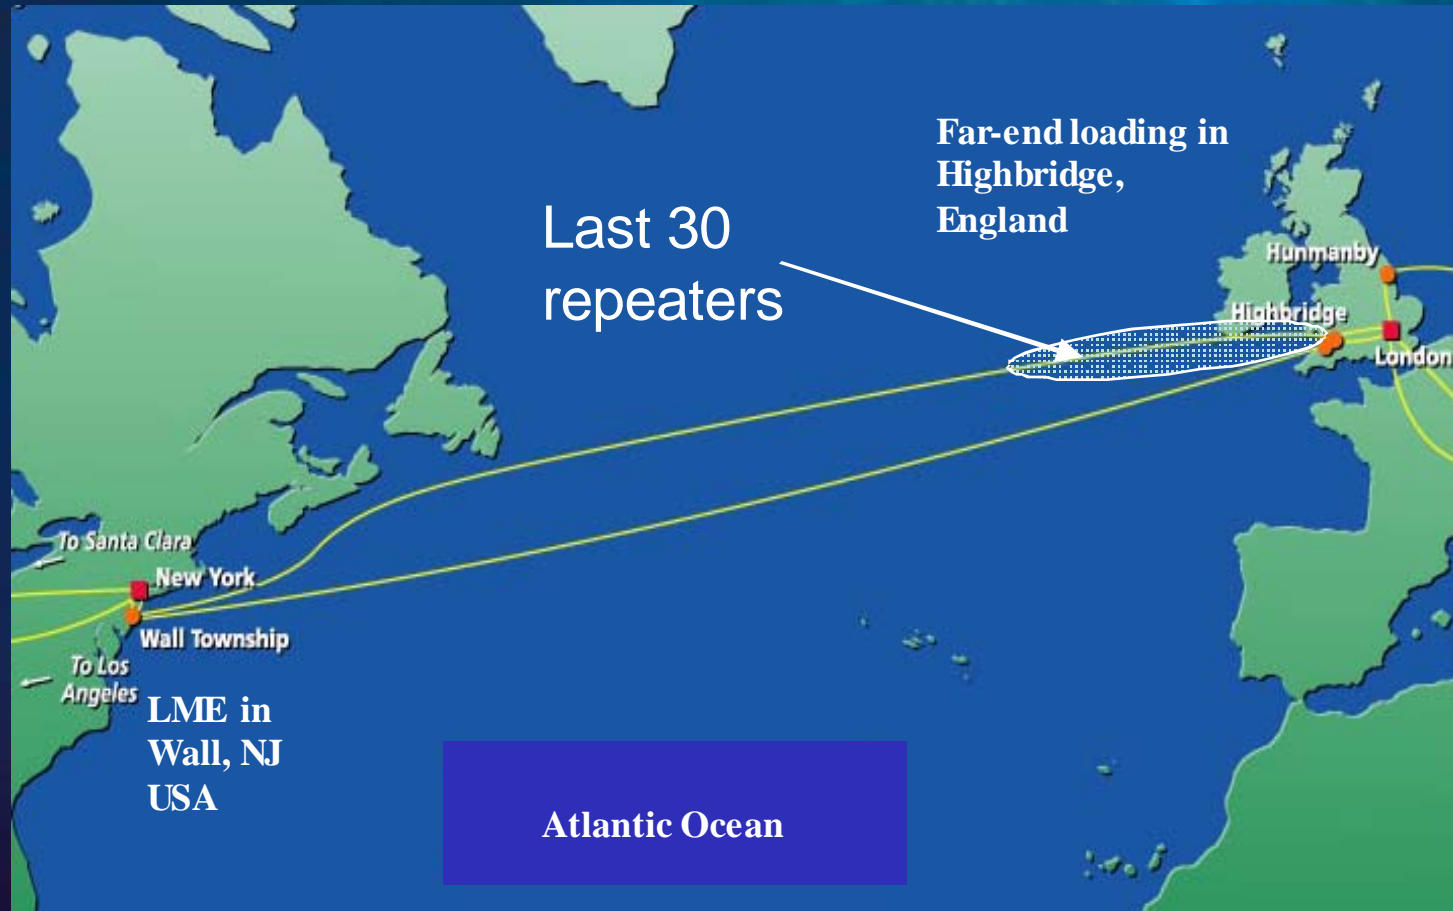 Far-end loading in
Highbridge,
England
Last 30
repeaters
Hunmanby
Highbridge
London
To Santa Clara
New York
Wall Township
To Los
Angeles
LME in
Wall, NJ
USA
Atlantic Ocean